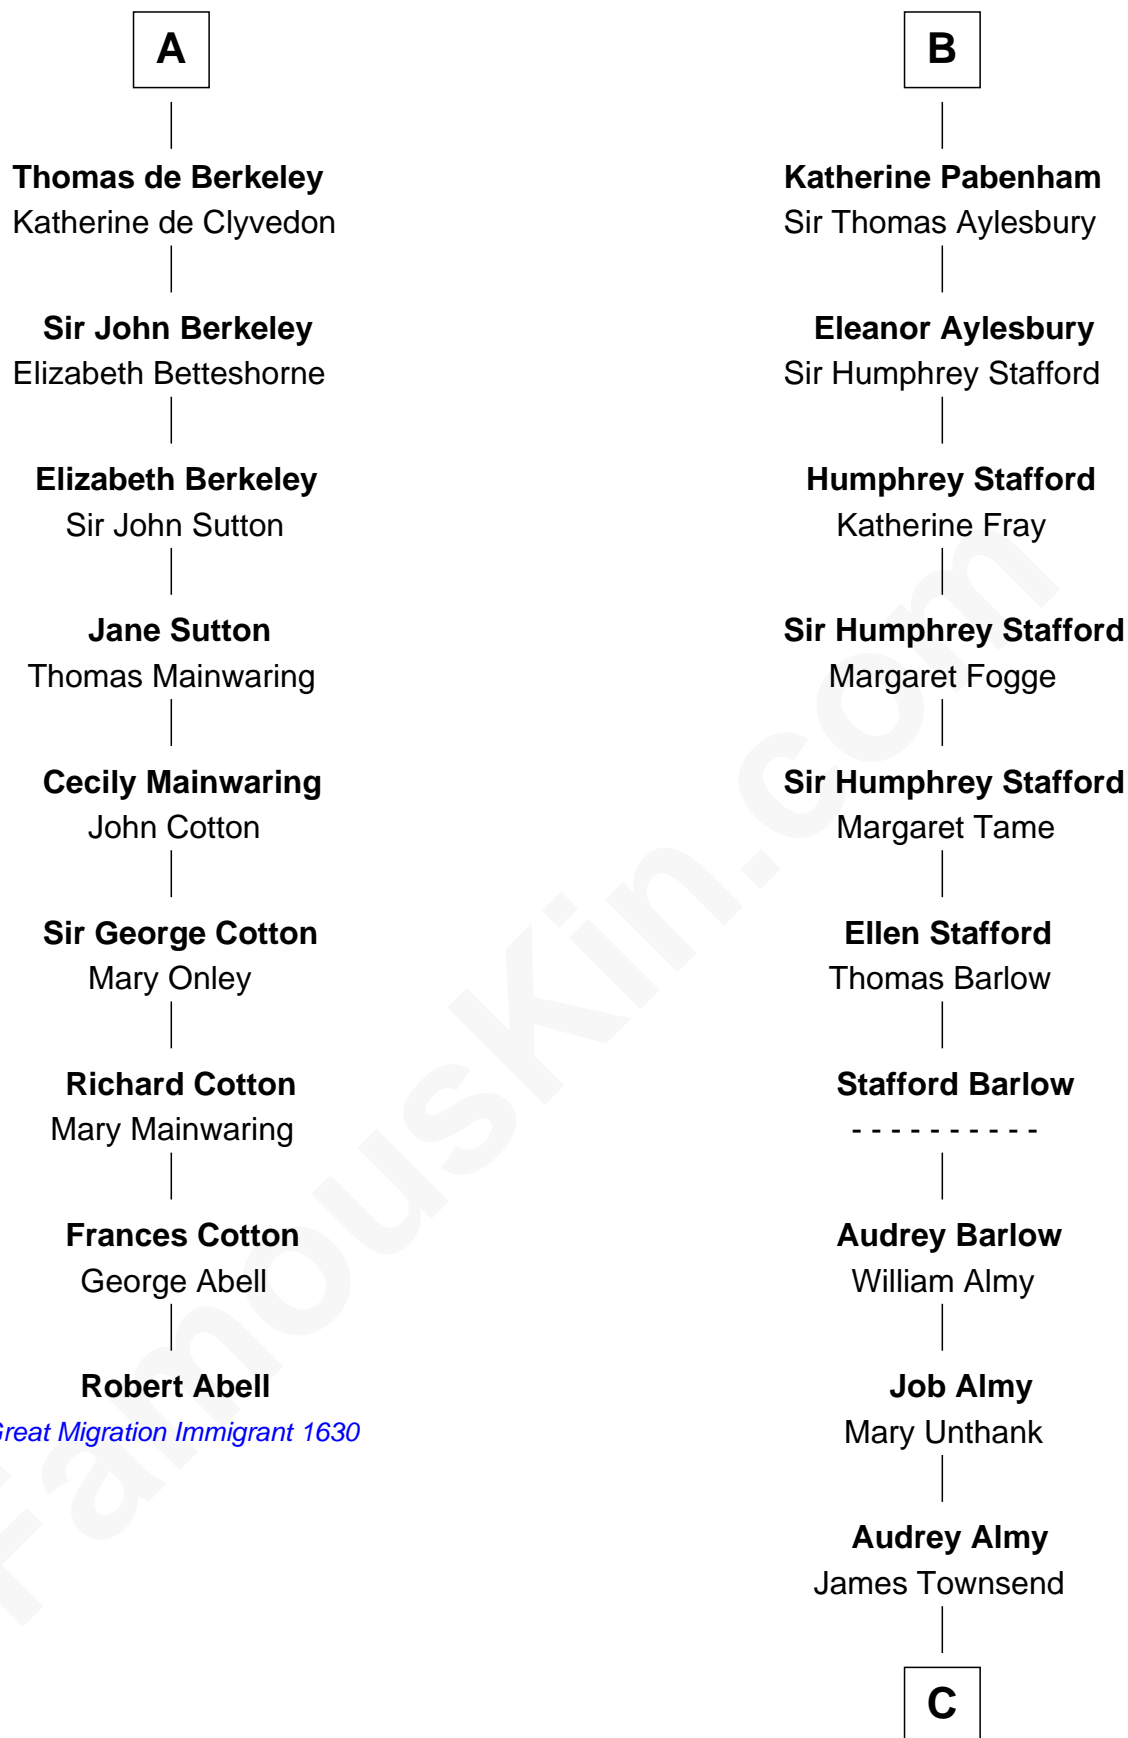 A
Thomas de Berkeley
Katherine de Clyvedon
Sir John Berkeley
Elizabeth Betteshorne
Elizabeth Berkeley
Sir John Sutton
Jane Sutton
Thomas Mainwaring
Cecily Mainwaring
John Cotton
Sir George Cotton
Mary Onley
Richard Cotton
Mary Mainwaring
Frances Cotton
George Abell
Robert Abell
Great Migration Immigrant 1630
B
Katherine Pabenham
Sir Thomas Aylesbury
Eleanor Aylesbury
Sir Humphrey Stafford
Humphrey Stafford
Katherine Fray
Sir Humphrey Stafford
Margaret Fogge
Sir Humphrey Stafford
Margaret Tame
Ellen Stafford
Thomas Barlow
Stafford Barlow
- - - - - - - - - -
Audrey Barlow
William Almy
Job Almy
Mary Unthank
Audrey Almy
James Townsend
C
FamousKin.com